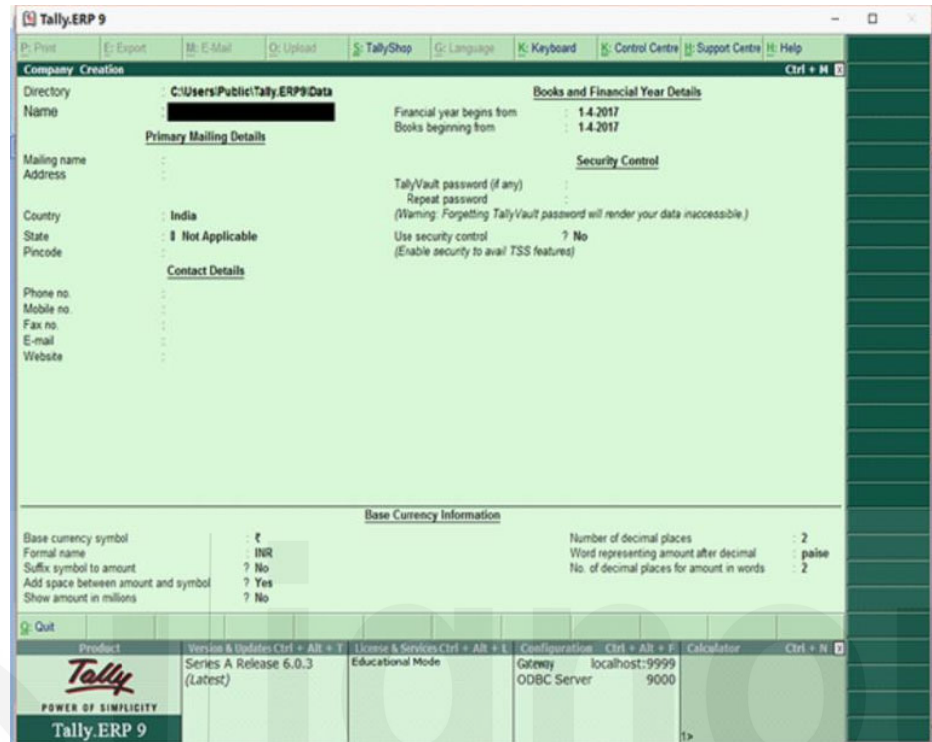 Tally.ERP 9
P: Print E: Export M: E-Mail O: Upload S: TallyShop G: Language K: Keyboard K: Control Centre H: Support Centre H: Help
Company Creation Ctrl + M
Directory : C:\Users\Public\Tally.ERP9\Data
Name :
Primary Mailing Details
Mailing name :
Address :
Country : India
State : Not Applicable
Pincode :
Contact Details
Phone no. :
Mobile no. :
Fax no. :
E-mail :
Website :
Books and Financial Year Details
Financial year begins from : 1-4-2017
Books beginning from : 1-4-2017
Security Control
TallyVault password (if any) :
Repeat password :
(Warning: Forgetting TallyVault password will render your data inaccessible.)
Use security control ? No
(Enable security to avail TSS features)
Base Currency Information
Base currency symbol : ₹
Formal name : INR
Suffix symbol to amount ? No
Add space between amount and symbol ? Yes
Show amount in millions ? No
Number of decimal places : 2
Word representing amount after decimal : paise
No. of decimal places for amount in words : 2
Q: Quit
Product
Tally
POWER OF SIMPLICITY
Tally.ERP 9
Version & Updates Ctrl + Alt + T
Series A Release 6.0.3
(Latest)
License & Services Ctrl + Alt + L
Educational Mode
Configuration Ctrl + Alt + F
Gateway localhost:9999
ODBC Server 9000
Calculator Ctrl + N
1>